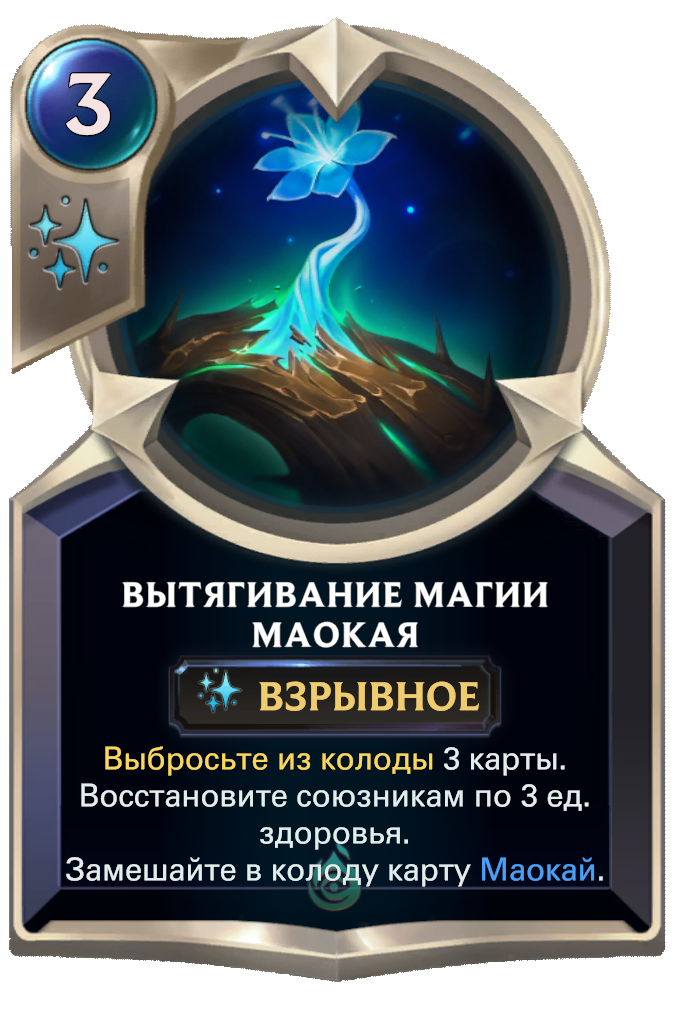 3
ВЫТЯГИВАНИЕ МАГИИ
МАОКАЯ
ВЗРЫВНОЕ
Выбросьте из колоды 3 карты.
Восстановите союзникам по 3 ед.
здоровья.
Замешайте в колоду карту Маокай.